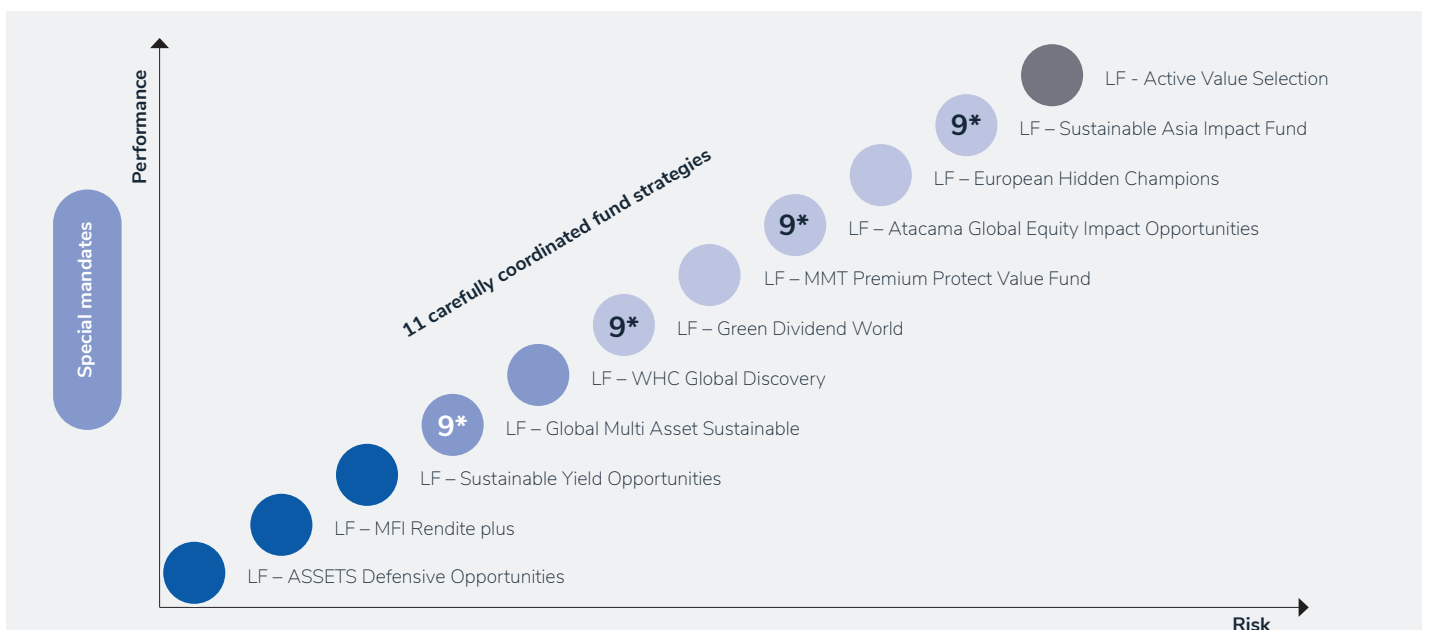 Performance
LF - Active Value Selection
9*
LF – Sustainable Asia Impact Fund
LF – European Hidden Champions
9*
LF – Atacama Global Equity Impact Opportunities
LF – MMT Premium Protect Value Fund
11 carefully coordinated fund strategies
Special mandates
9*
LF – Green Dividend World
LF – WHC Global Discovery
9*
LF – Global Multi Asset Sustainable
LF – Sustainable Yield Opportunities
LF – MFI Rendite plus
LF – ASSETS Defensive Opportunities
Risk